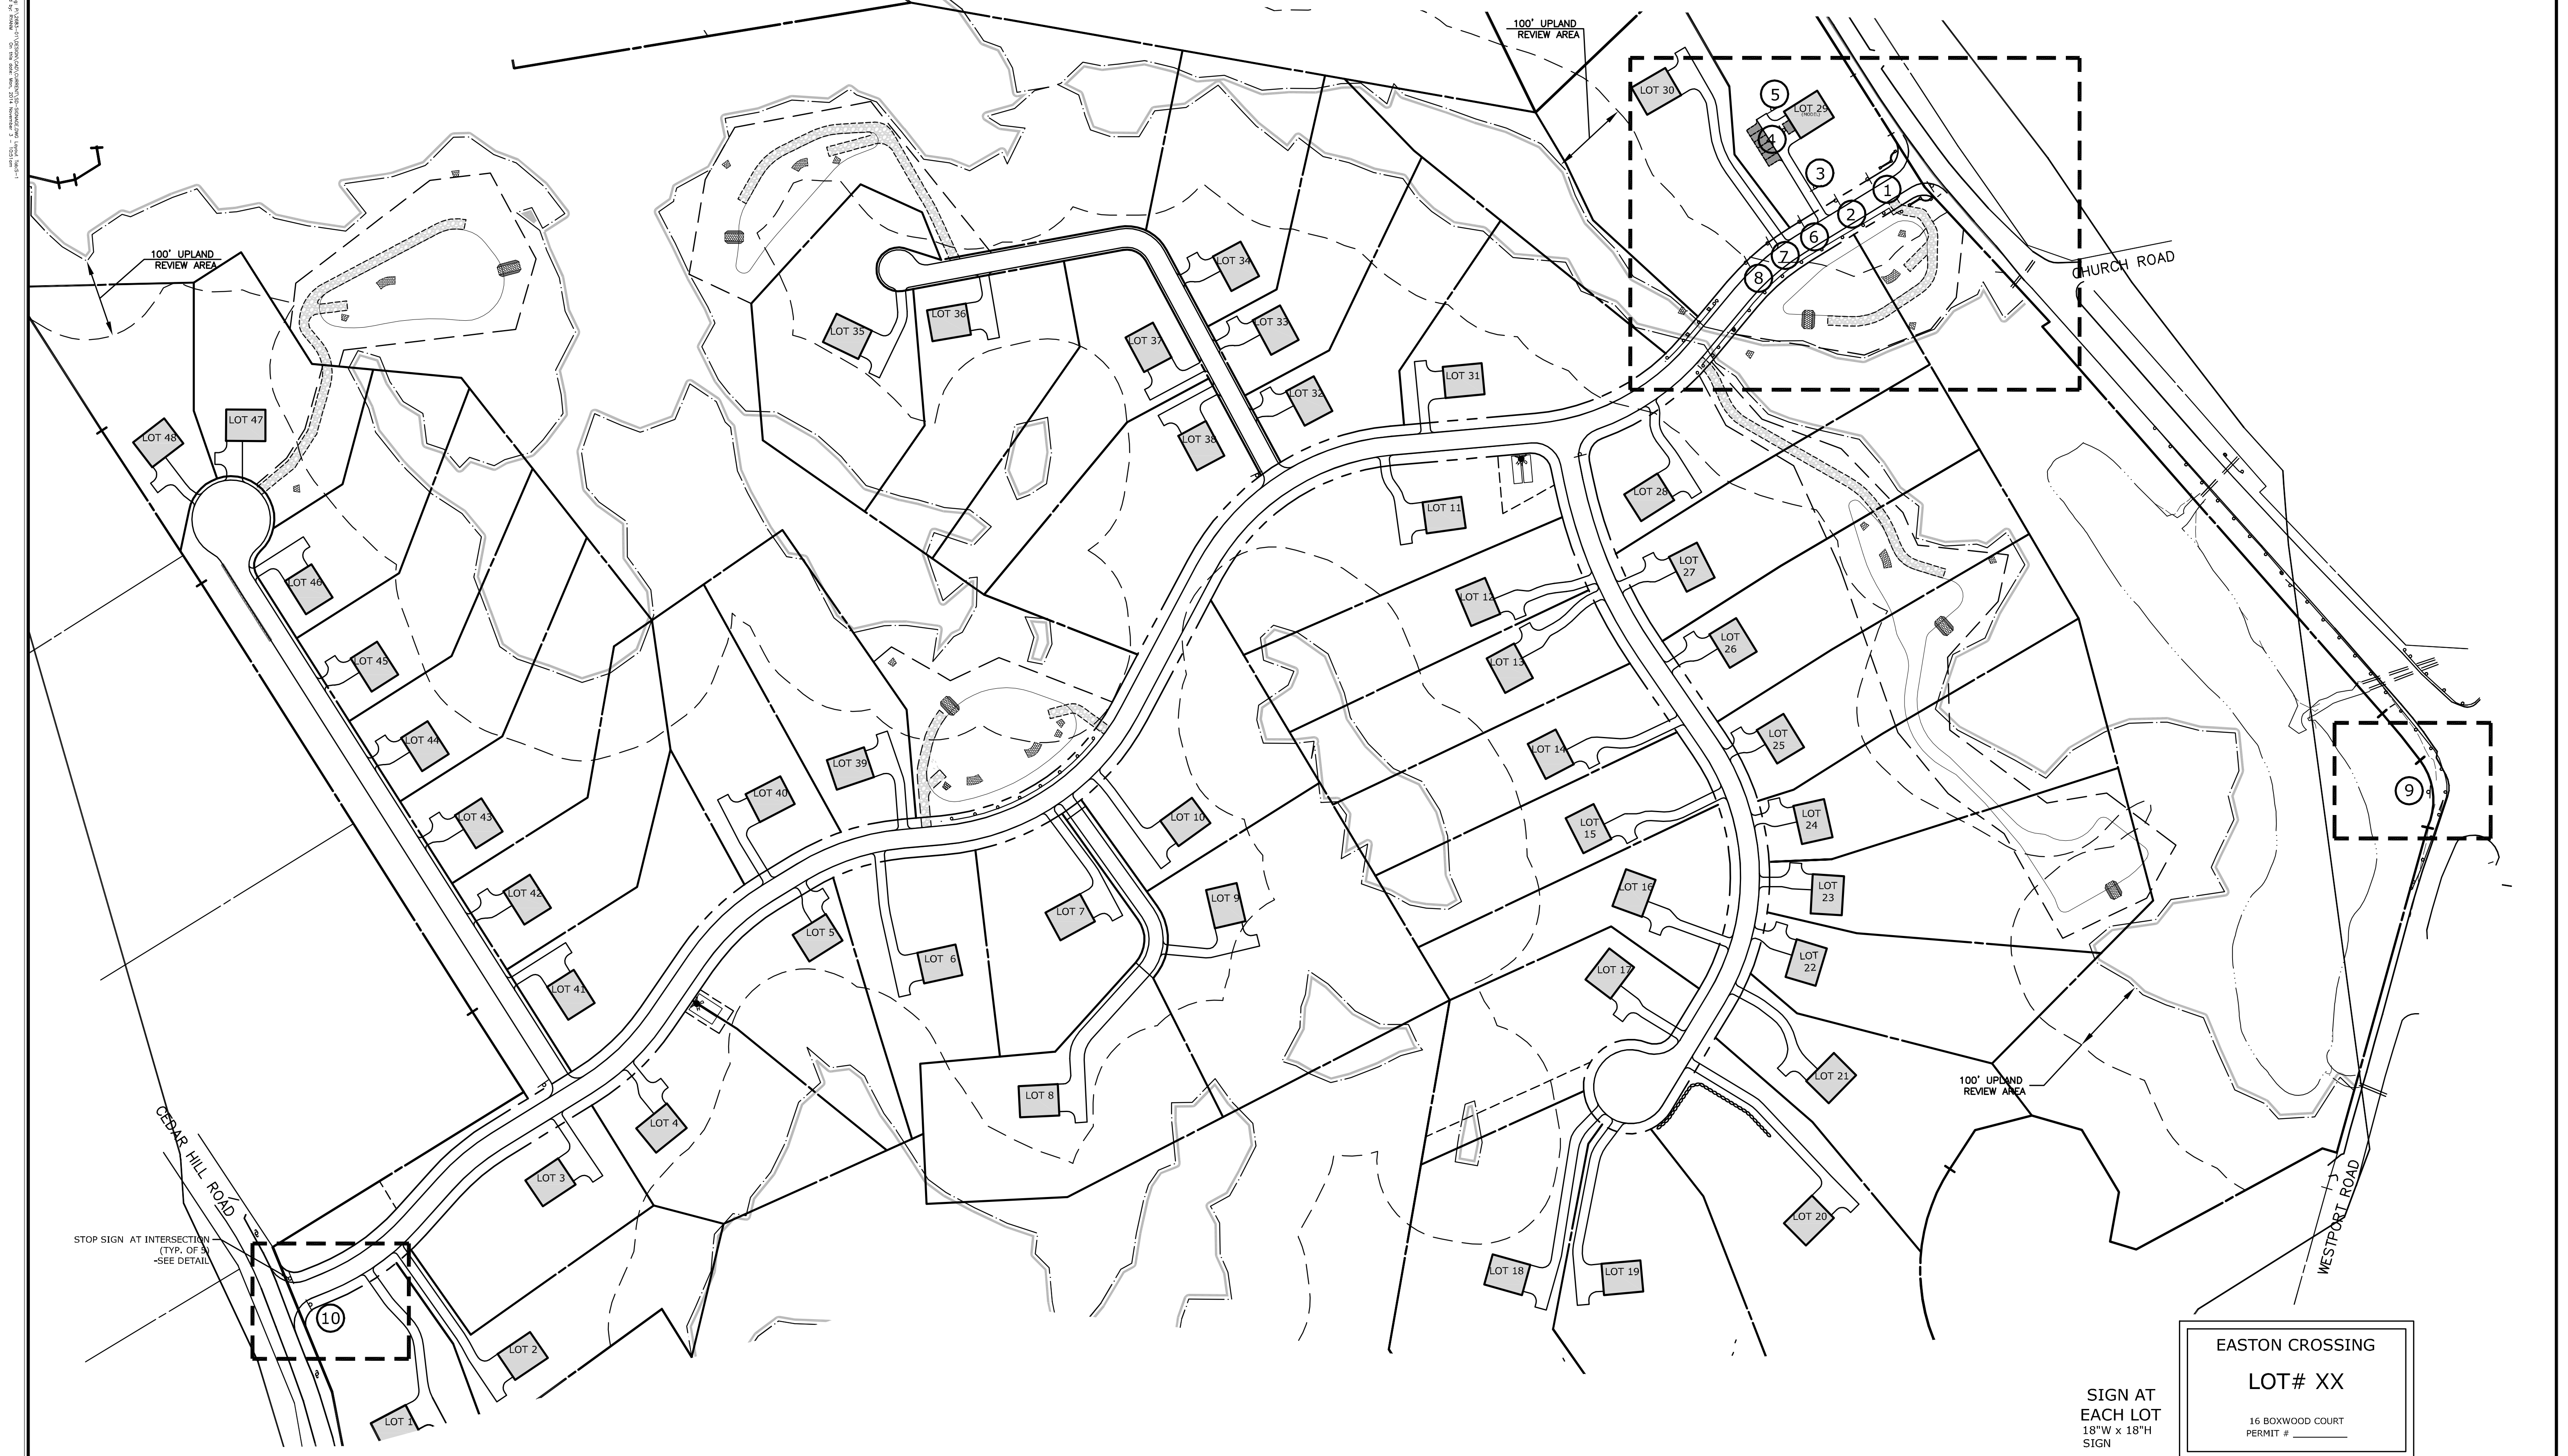 100' UPLAND
REVIEW AREA
LOT 30
5
LOT 29
(MODEL)
4
3
1
2
6
7
8
CHURCH ROAD
100' UPLAND
REVIEW AREA
LOT 34
LOT 35
LOT 36
LOT 33
LOT 37
LOT 31
LOT 32
LOT 38
LOT 48
LOT 47
LOT 28
LOT 11
LOT
27
LOT 46
LOT 12
LOT
26
LOT 45
LOT 13
LOT 44
LOT 14
LOT
25
LOT 39
LOT 40
9
LOT 43
LOT 10
LOT
15
LOT
24
LOT 42
LOT 16
LOT
23
LOT 7
LOT 9
LOT 5
LOT 6
LOT 17
LOT
22
LOT 41
LOT 21
100' UPLAND
REVIEW AREA
LOT 8
LOT 4
CEDAR HILL ROAD
LOT 3
LOT 20
WESTPORT ROAD
STOP SIGN AT INTERSECTION
(TYP. OF 5)
-SEE DETAIL
LOT 18
LOT 19
10
LOT 2
LOT 1
SIGN AT
EACH LOT
18"W x 18"H
SIGN
EASTON CROSSING
LOT# XX
16 BOXWOOD COURT
PERMIT # ________